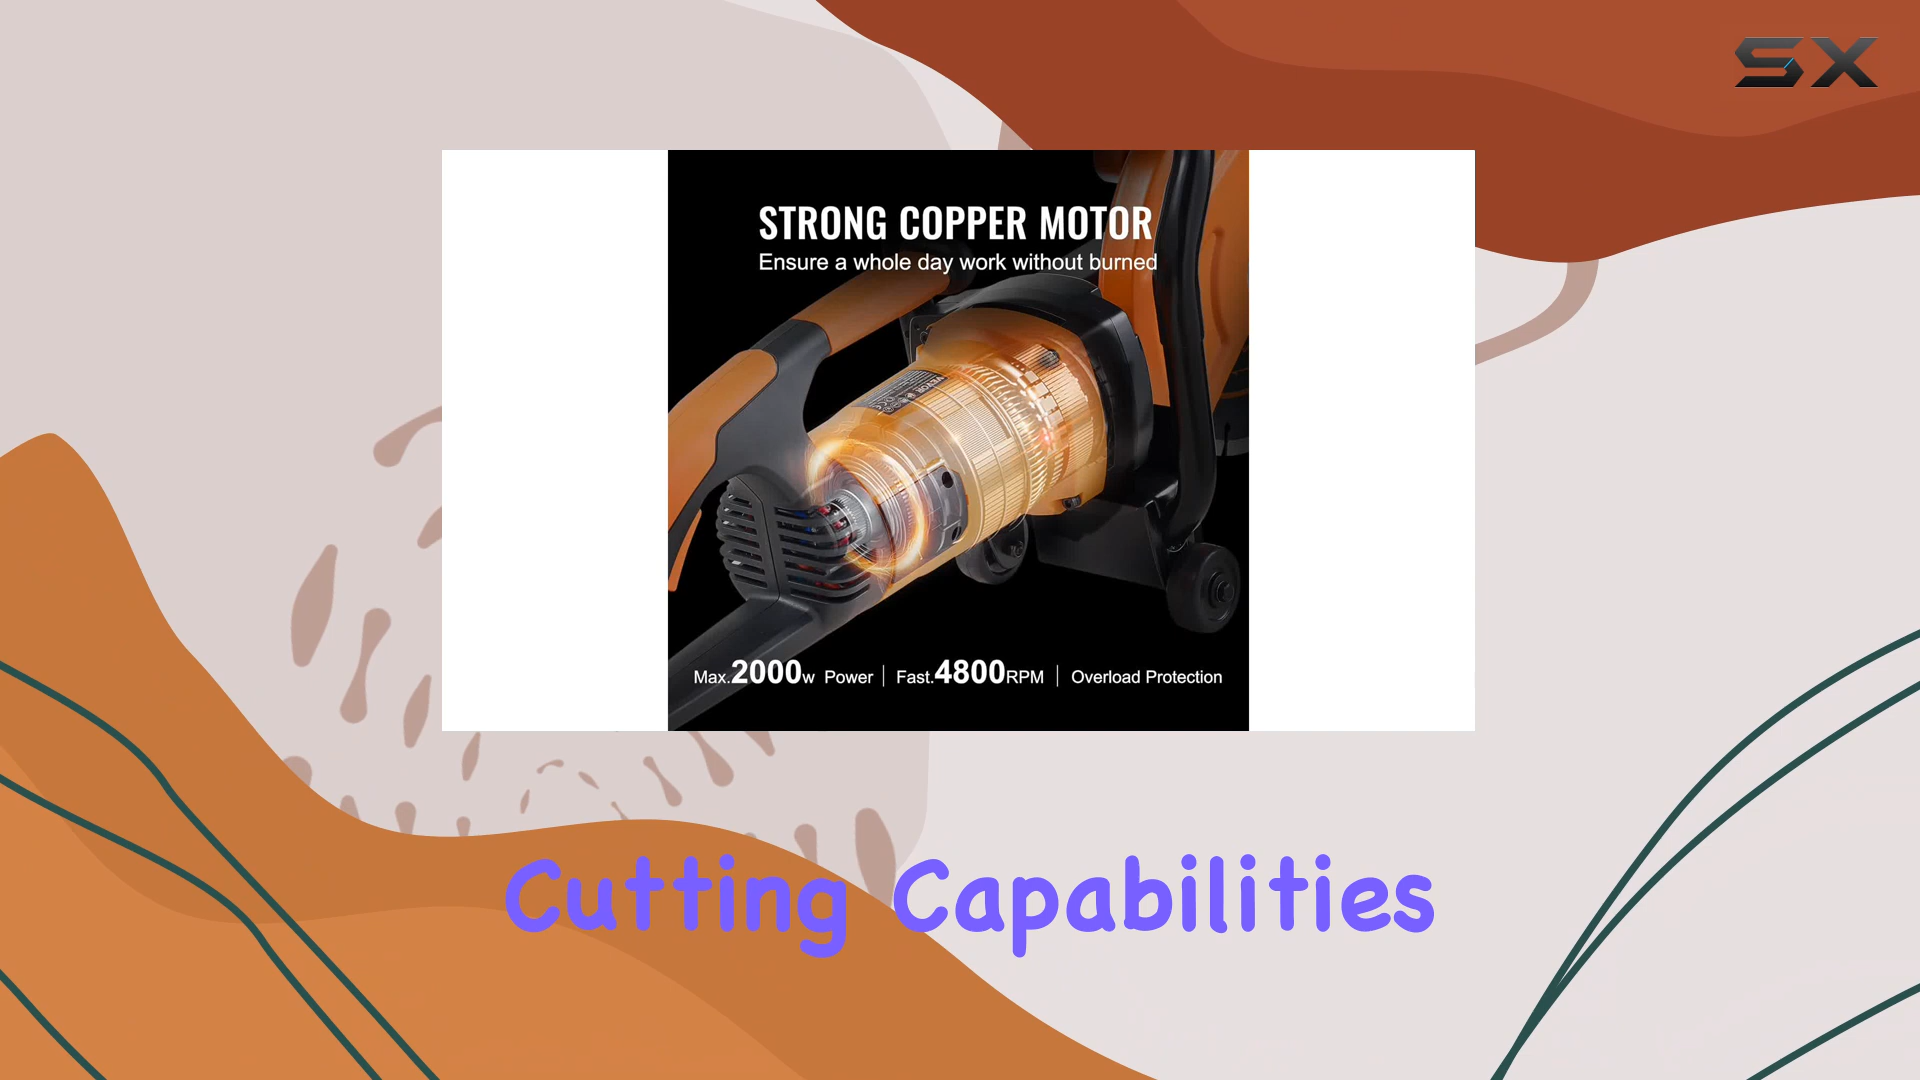 SX
STRONG COPPER MOTOR
Ensure a whole day work without burned
VEVOR
Max.2000w Power | Fast.4800RPM | Overload Protection
Cutting Capabilities